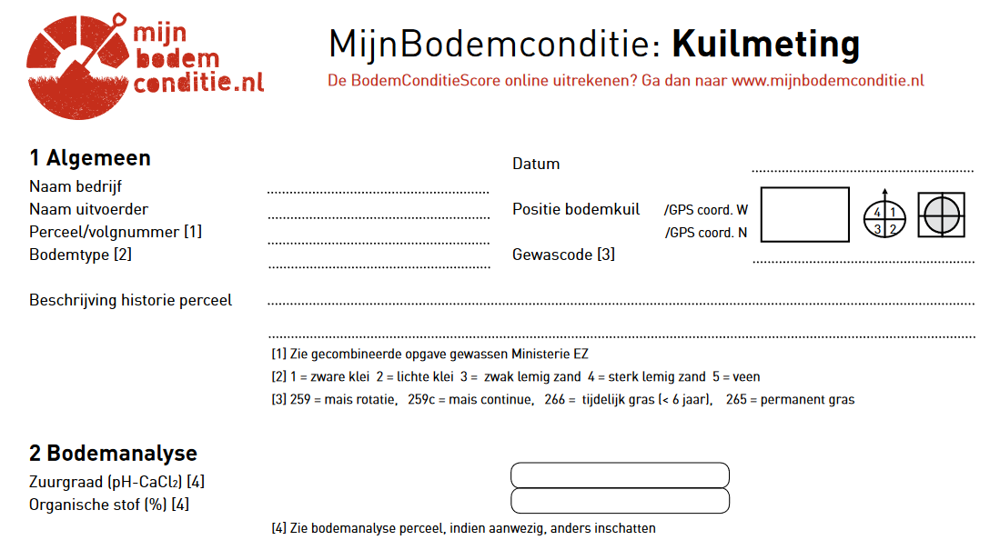 mijn
bodem
conditie.nl
MijnBodemconditie: Kuilmeting
De BodemConditieScore online uitrekenen? Ga dan naar www.mijnbodemconditie.nl
1 Algemeen
Naam bedrijf
Naam uitvoerder
Perceel/volgnummer [1]
Bodemtype [2]
Datum
Positie bodemkuil /GPS coord. W
/GPS coord. N
4 1
3 2
Gewascode [3]
Beschrijving historie perceel
[1] Zie gecombineerde opgave gewassen Ministerie EZ
[2] 1 = zware klei 2 = lichte klei 3 = zwak lemig zand 4 = sterk lemig zand 5 = veen
[3] 259 = mais rotatie, 259c = mais continue, 266 = tijdelijk gras (< 6 jaar), 265 = permanent gras
2 Bodemanalyse
Zuurgraad (pH-CaCl₂) [4]
Organische stof (%) [4]
[4] Zie bodemanalyse perceel, indien aanwezig, anders inschatten